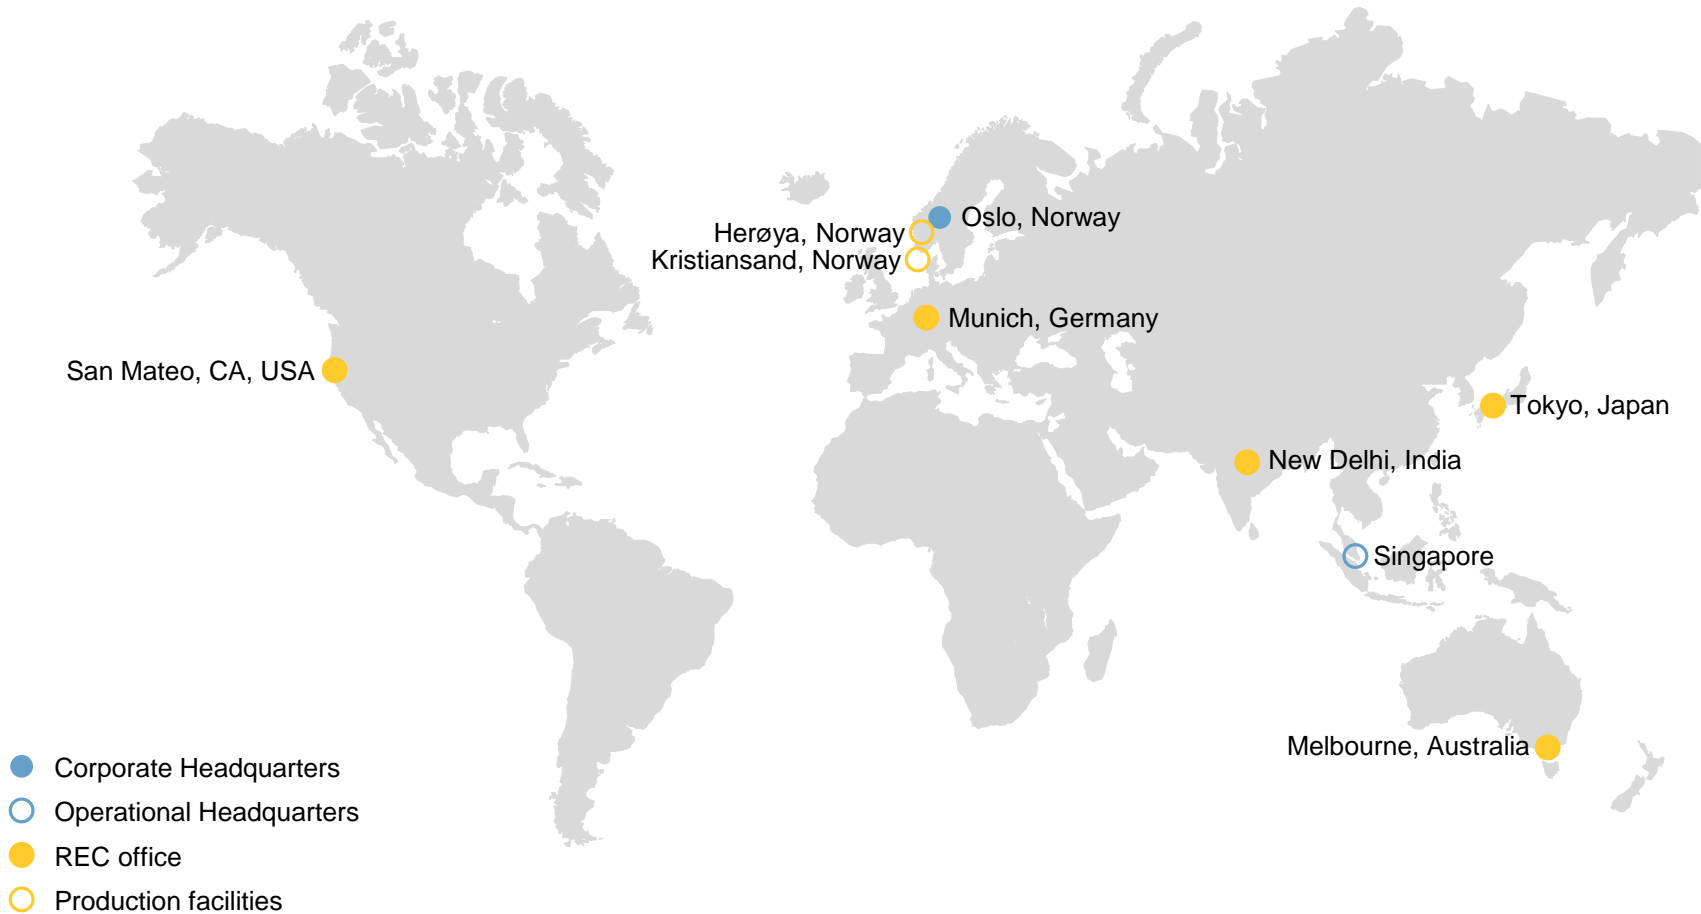 Oslo, Norway
Herøya, Norway
Kristiansand, Norway
Munich, Germany
San Mateo, CA, USA
Tokyo, Japan
New Delhi, India
Singapore
Melbourne, Australia
Corporate Headquarters
Operational Headquarters
REC office
Production facilities